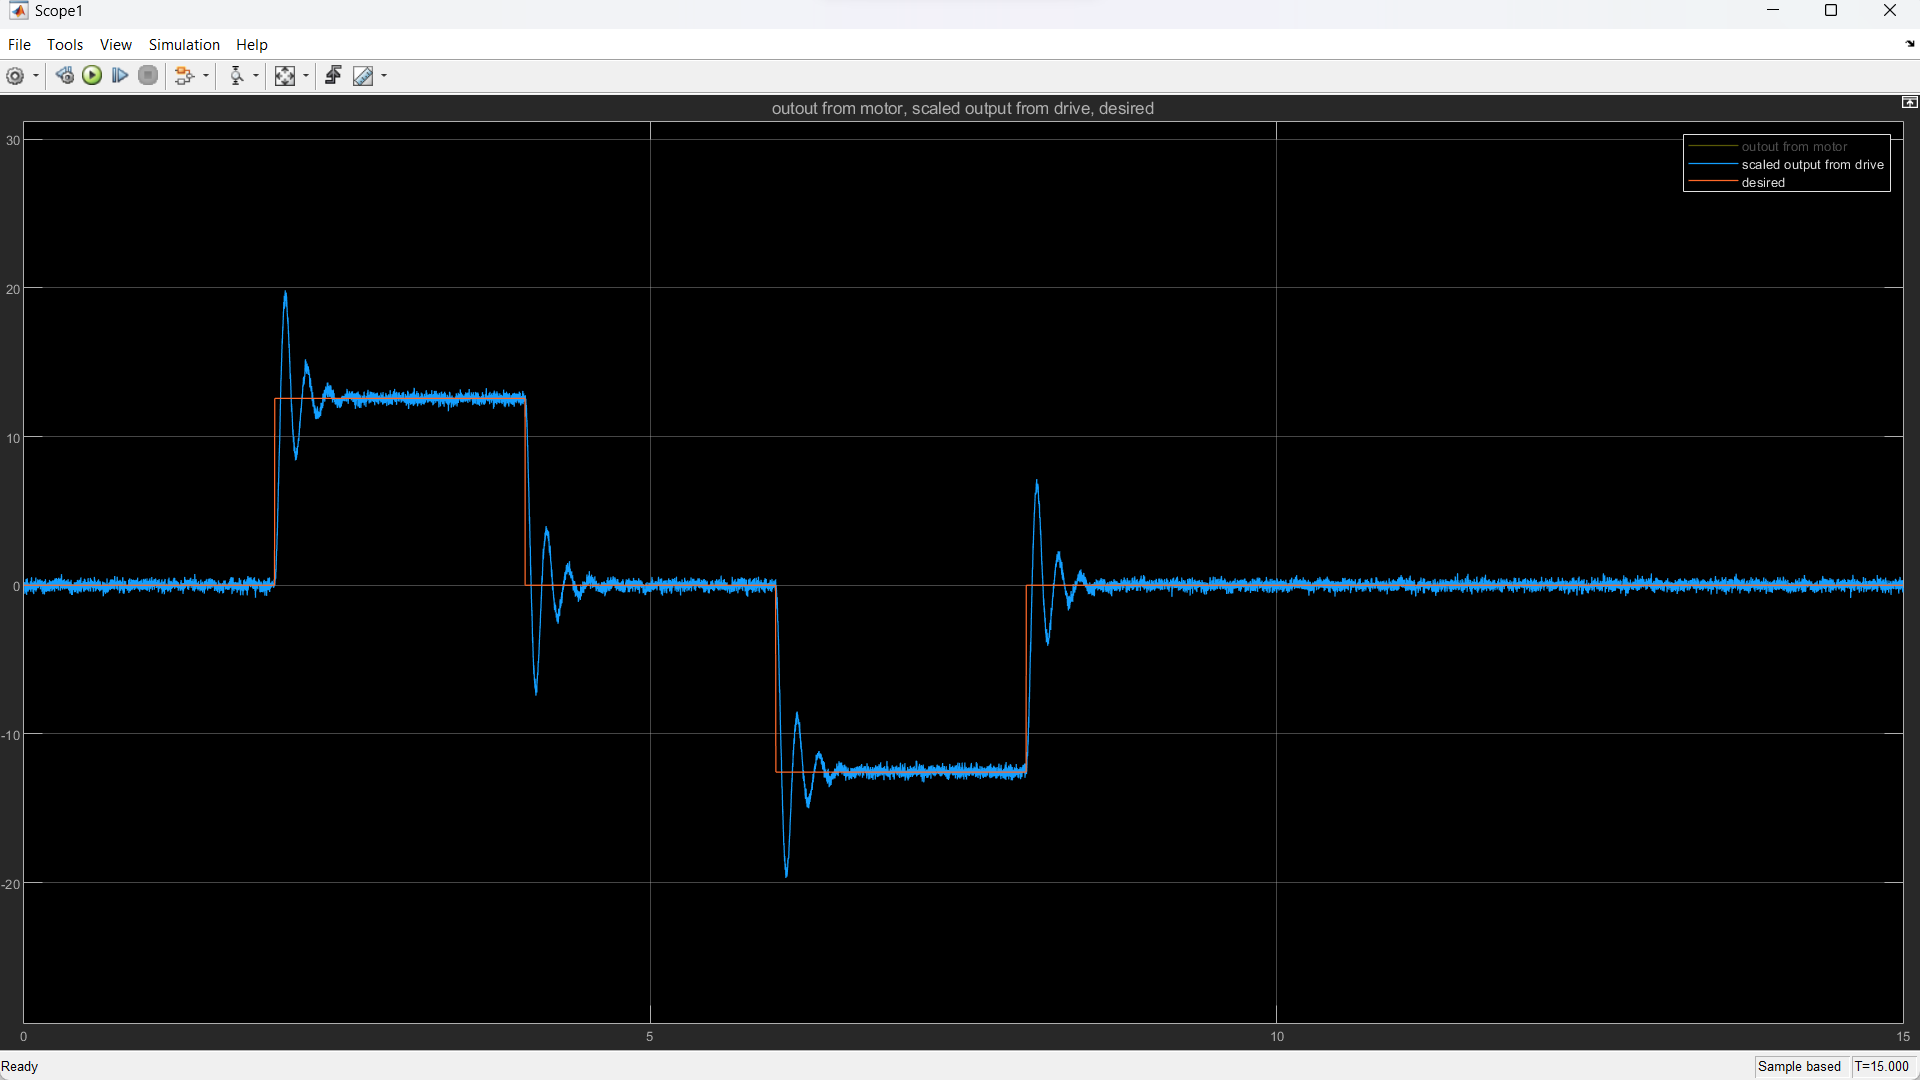 Scope1
File Tools View Simulation Help
outout from motor, scaled output from drive, desired
outout from motor
scaled output from drive
desired
30
20
10
0
-10
-20
0 5 10 15
Ready Sample based T=15.000